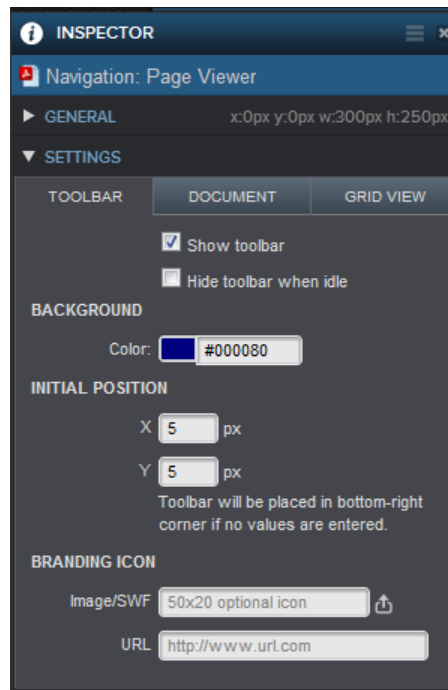 INSPECTOR
Navigation: Page Viewer
GENERAL x:0px y:0px w:300px h:250px
SETTINGS
TOOLBAR DOCUMENT GRID VIEW
Show toolbar
Hide toolbar when idle
BACKGROUND
Color: #000080
INITIAL POSITION
X 5 px
Y 5 px
Toolbar will be placed in bottom-right
corner if no values are entered.
BRANDING ICON
Image/SWF 50x20 optional icon
URL http://www.url.com